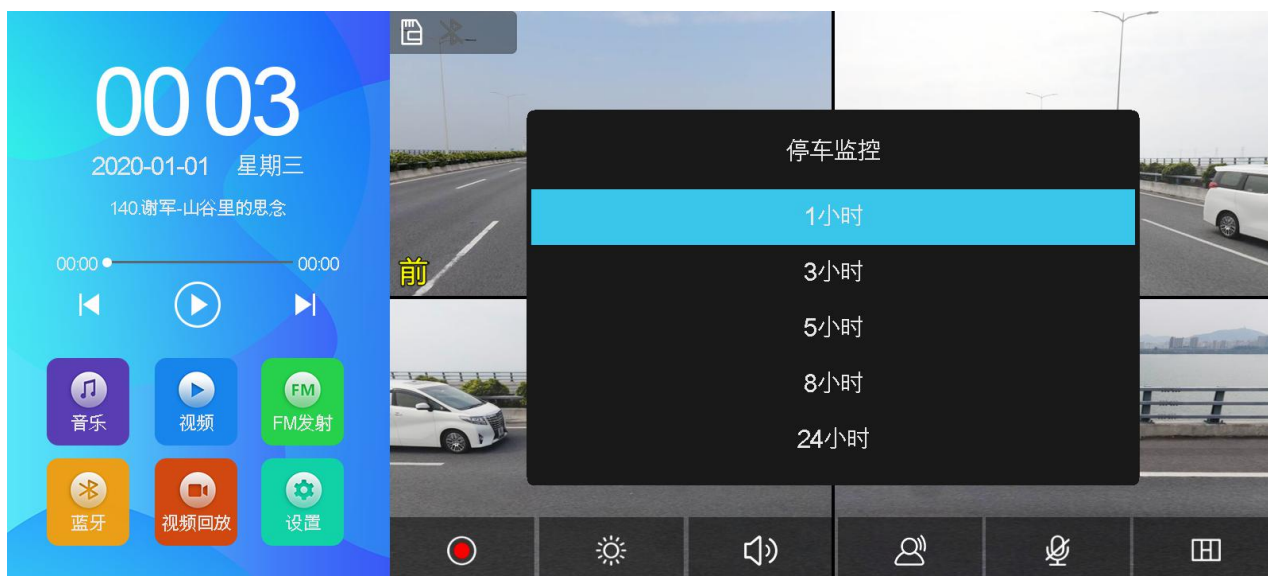 00 03
2020-01-01 星期三
140.谢军-山谷里的思念
00:00 00:00
音乐 视频 FM FM发射
蓝牙 视频回放 设置
前
停车监控
1小时
3小时
5小时
8小时
24小时